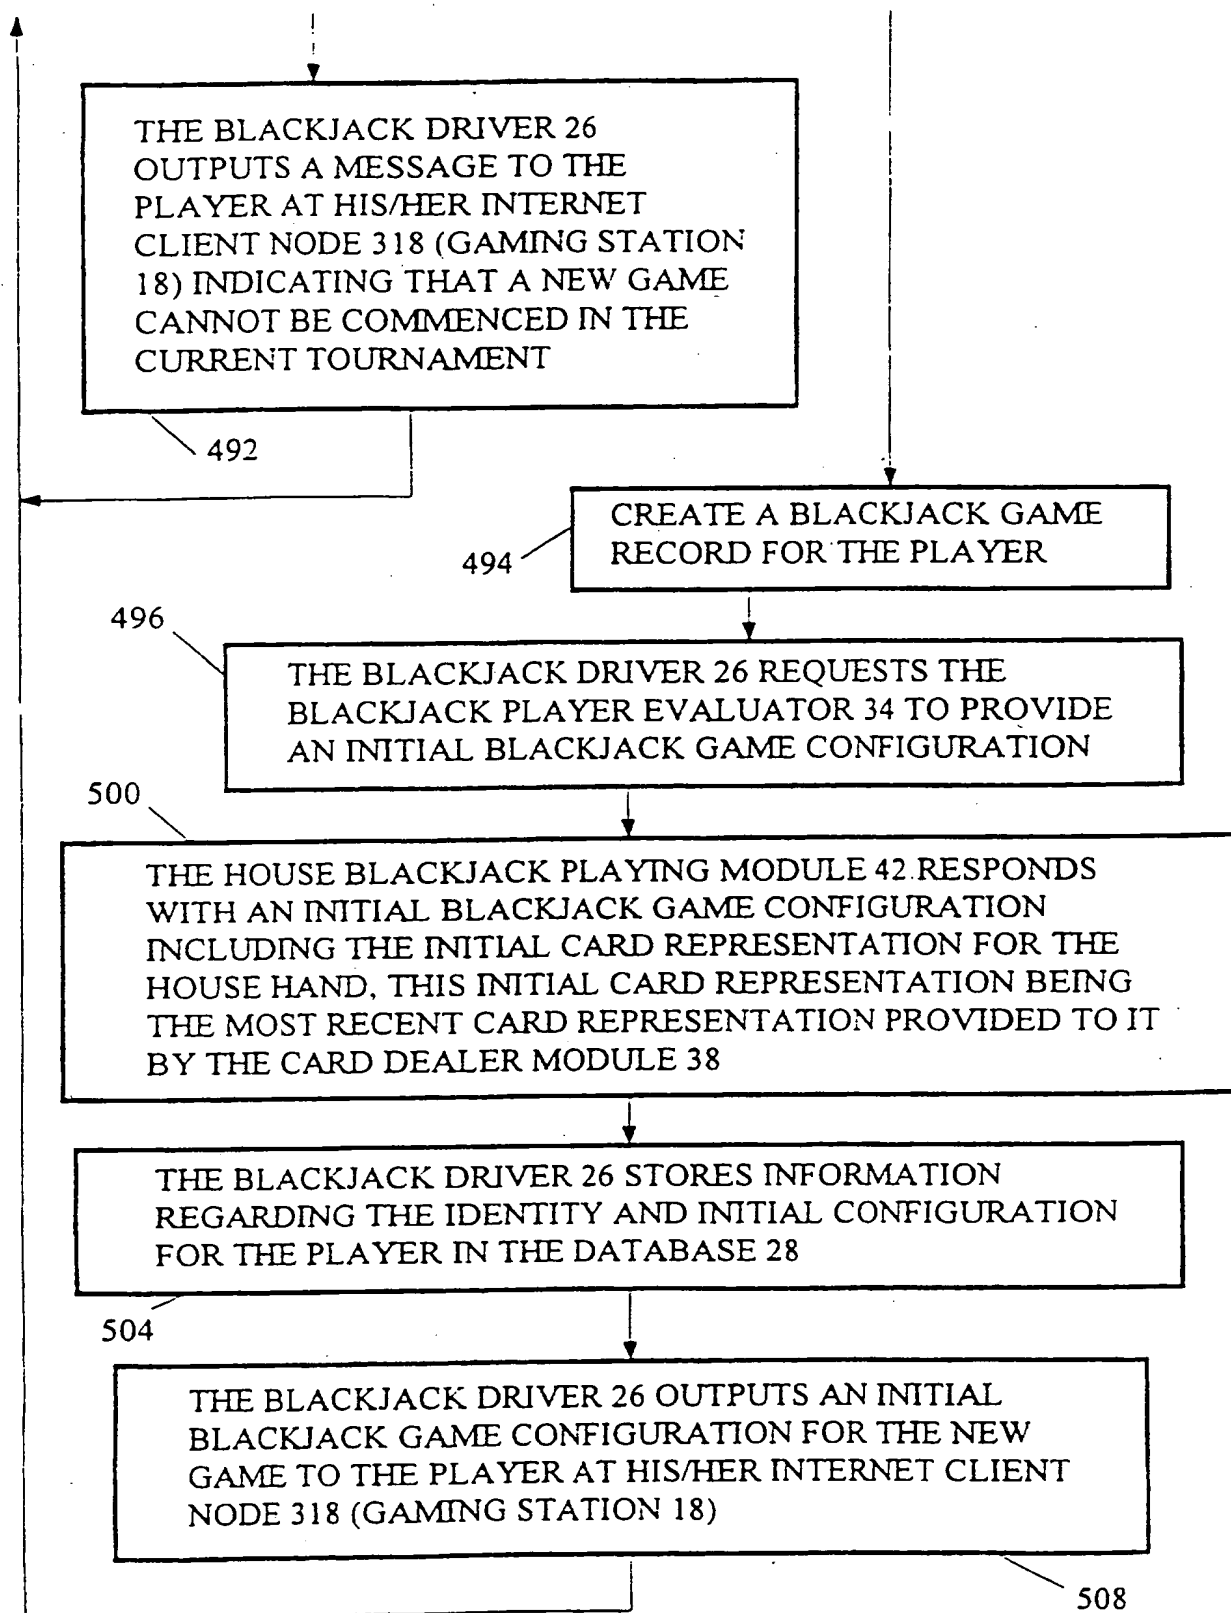 THE BLACKJACK DRIVER 26
OUTPUTS A MESSAGE TO THE
PLAYER AT HIS/HER INTERNET
CLIENT NODE 318 (GAMING STATION
18) INDICATING THAT A NEW GAME
CANNOT BE COMMENCED IN THE
CURRENT TOURNAMENT
492
CREATE A BLACKJACK GAME
RECORD FOR THE PLAYER
494
496
THE BLACKJACK DRIVER 26 REQUESTS THE
BLACKJACK PLAYER EVALUATOR 34 TO PROVIDE
AN INITIAL BLACKJACK GAME CONFIGURATION
500
THE HOUSE BLACKJACK PLAYING MODULE 42 RESPONDS
WITH AN INITIAL BLACKJACK GAME CONFIGURATION
INCLUDING THE INITIAL CARD REPRESENTATION FOR THE
HOUSE HAND, THIS INITIAL CARD REPRESENTATION BEING
THE MOST RECENT CARD REPRESENTATION PROVIDED TO IT
BY THE CARD DEALER MODULE 38
THE BLACKJACK DRIVER 26 STORES INFORMATION
REGARDING THE IDENTITY AND INITIAL CONFIGURATION
FOR THE PLAYER IN THE DATABASE 28
504
THE BLACKJACK DRIVER 26 OUTPUTS AN INITIAL
BLACKJACK GAME CONFIGURATION FOR THE NEW
GAME TO THE PLAYER AT HIS/HER INTERNET CLIENT
NODE 318 (GAMING STATION 18)
508